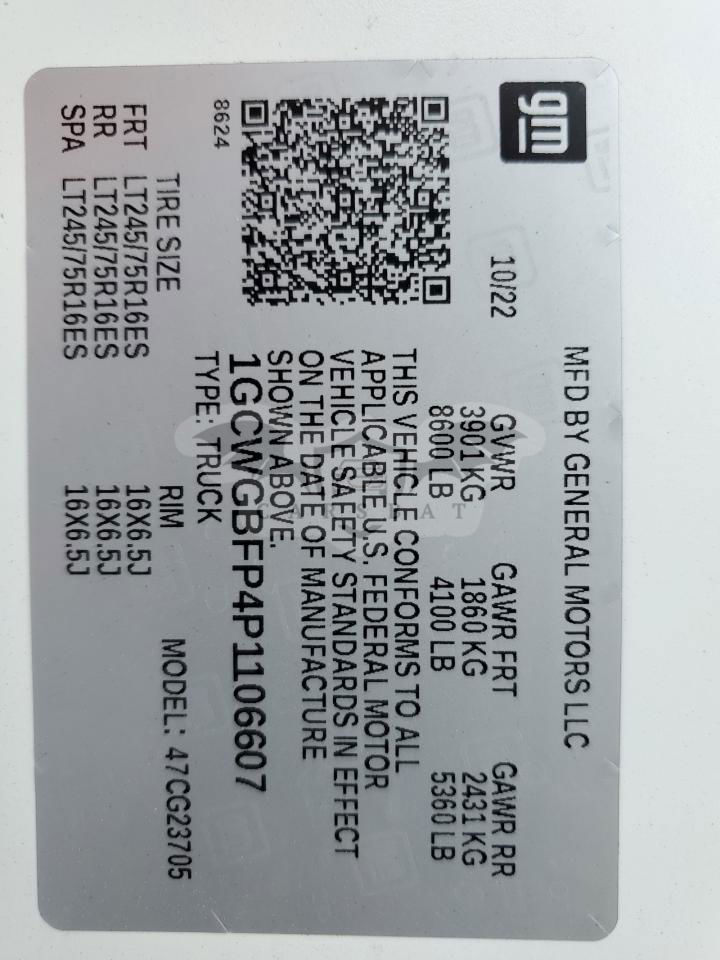 gm
MFD BY GENERAL MOTORS LLC
10/22
GVWR GAWR FRT GAWR RR
3901 KG 1860 KG 2431 KG
8600 LB 4100 LB 5360 LB
THIS VEHICLE CONFORMS TO ALL
APPLICABLE U.S. FEDERAL MOTOR
VEHICLE SAFETY STANDARDS IN EFFECT
ON THE DATE OF MANUFACTURE
SHOWN ABOVE.
1GCWGBFP4P1106607
TYPE: TRUCK
8624
TIRE SIZE RIM MODEL: 47CG23705
FRT LT245/75R16ES 16X6.5J
RR LT245/75R16ES 16X6.5J
SPA LT245/75R16ES 16X6.5J